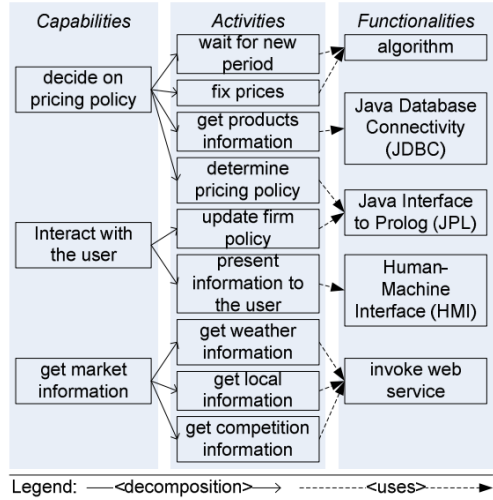 Capabilities
Activities
Functionalities
decide on
pricing policy
Interact with
the user
get market
information
wait for new
period
fix prices
get products
information
determine
pricing policy
update firm
policy
present
information to
the user
get weather
information
get local
information
get competition
information
algorithm
Java Database
Connectivity
(JDBC)
Java Interface
to Prolog (JPL)
Human-
Machine
Interface (HMI)
invoke web
service
Legend: <decomposition> <uses>